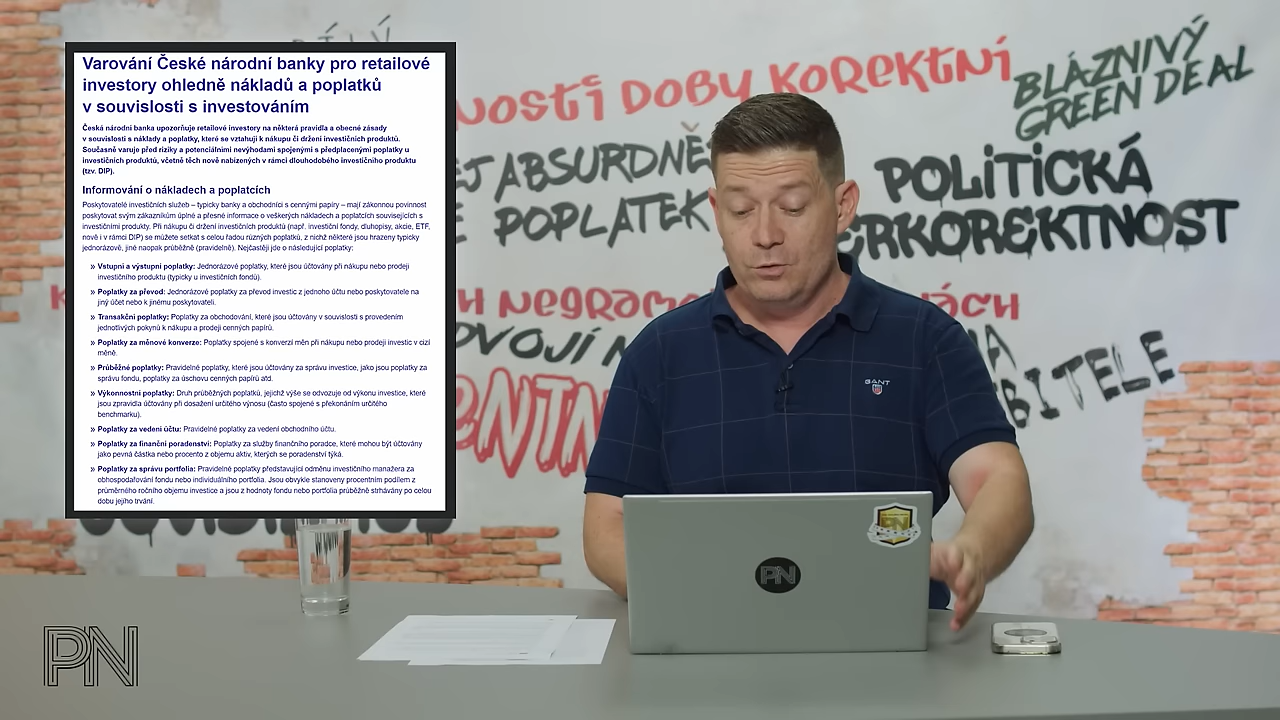 Varování České národní banky pro retailové
investory ohledně nákladů a poplatků
v souvislosti s investováním
Česká národní banka upozorňuje retailové investory na některá pravidla a obecné zásady
v souvislosti s náklady a poplatky, které se vztahují k nákupu či držení investičních produktů.
Současně varuje před riziky a potenciálními nevýhodami spojenými s předplacenými poplatky u
investičních produktů, včetně těch nově nabízených v rámci dlouhodobého investičního produktu
(tzv. DIP).
Informování o nákladech a poplatcích
Poskytovatelé investičních služeb – typicky banky a obchodníci s cennými papíry – mají zákonnou povinnost
poskytovat svým zákazníkům úplné a přesné informace o veškerých nákladech a poplatcích souvisejících s
investičními produkty. Při nákupu či držení investičních produktů (např. investiční fondy, dluhopisy, akcie, ETF,
nově i v rámci DIP) se můžete setkat s celou řadou různých poplatků, z nichž některé jsou hrazeny typicky
jednorázově, jiné naopak průběžně (pravidelně). Nejčastěji jde o následující poplatky:
» Vstupní a výstupní poplatky: Jednorázové poplatky, které jsou účtovány při nákupu nebo prodeji
investičního produktu (typicky u investičních fondů).
» Poplatky za převod: Jednorázové poplatky za převod investic z jednoho účtu nebo poskytovatele na
jiný účet nebo k jinému poskytovateli.
» Transakční poplatky: Poplatky za obchodování, které jsou účtovány v souvislosti s provedením
jednotlivých pokynů k nákupu a prodeji cenných papírů.
» Poplatky za měnové konverze: Poplatky spojené s konverzí měn při nákupu nebo prodeji investic v cizí
měně.
» Průběžné poplatky: Pravidelné poplatky, které jsou účtovány za správu investice, jako jsou poplatky za
správu fondu, poplatky za úschovu cenných papírů atd.
» Výkonnostní poplatky: Druh průběžných poplatků, jejichž výše se odvozuje od výkonu investice, které
jsou zpravidla účtovány při dosažení určitého výnosu (často spojené s překonáním určitého
benchmarku).
» Poplatky za vedení účtu: Pravidelné poplatky za vedení obchodního účtu.
» Poplatky za finanční poradenství: Poplatky za služby finančního poradce, které mohou být účtovány
jako pevná částka nebo procento z objemu aktiv, kterých se poradenství týká.
» Poplatky za správu portfolia: Pravidelné poplatky představující odměnu investičního manažera za
obhospodařování fondu nebo individuálního portfolia. Jsou obvykle stanoveny procentním podílem z
průměrného ročního objemu investice a jsou z hodnoty fondu nebo portfolia průběžně strhávány po celou
dobu jejího trvání.
NOSTÍ DOBY KOREKTNÍ
BLÁZNIVÝ
GREEN DEAL
EJ ABSURDNĚ
POPLATEK
POLITICKÁ
ERKOREKTNOST
H NEGRAMO
ÁCH
DVOJÍ
BITELE
ENTN
GANT
PN
PN